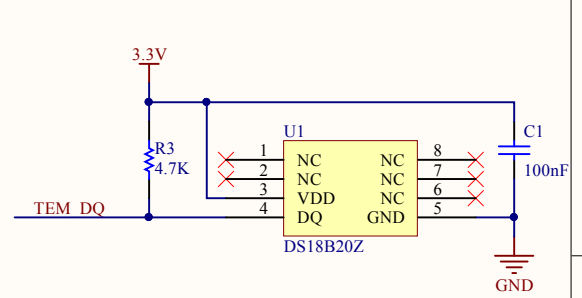 3.3V
U1
C1
R3
4.7K
100nF
1 NC NC 8
2 NC NC 7
3 VDD NC 6
4 DQ GND 5
TEM_DQ
DS18B20Z
GND